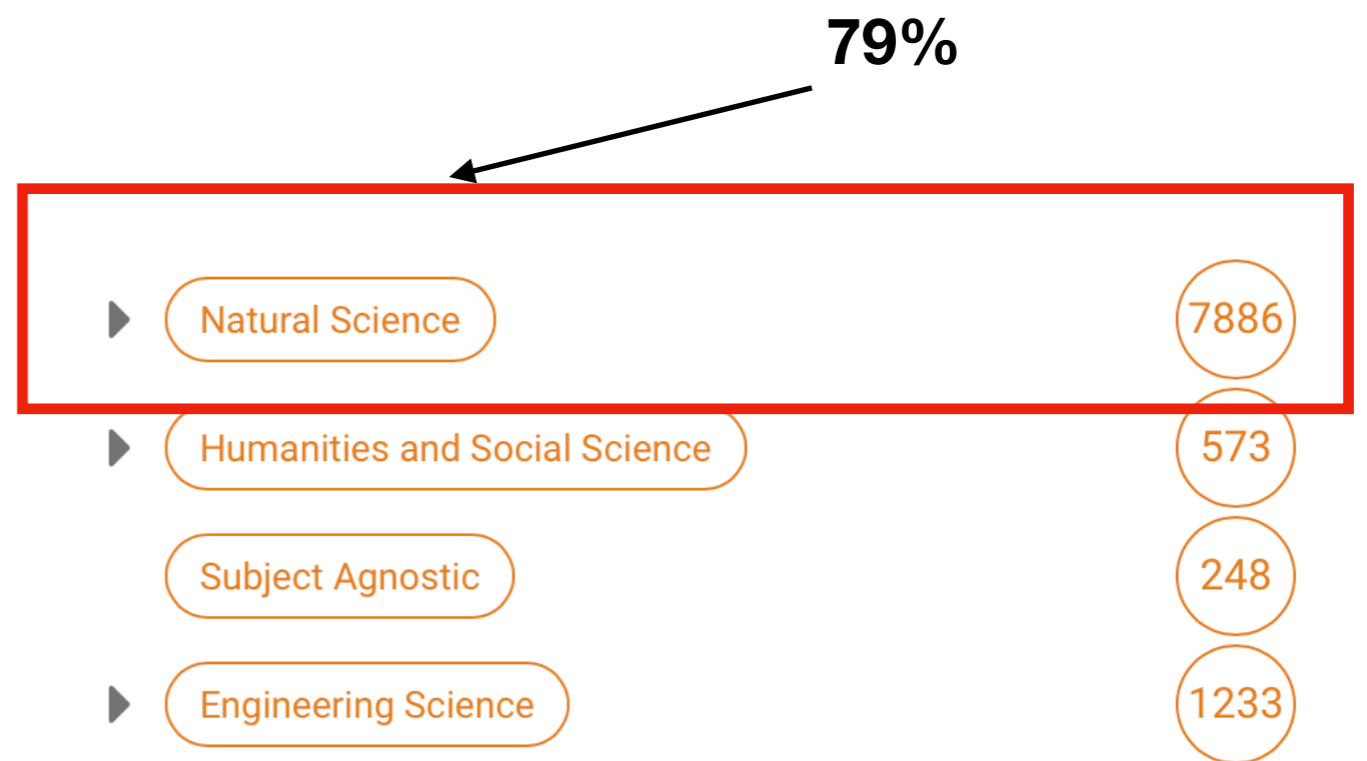 79%
Natural Science 7886
Humanities and Social Science 573
Subject Agnostic 248
Engineering Science 1233